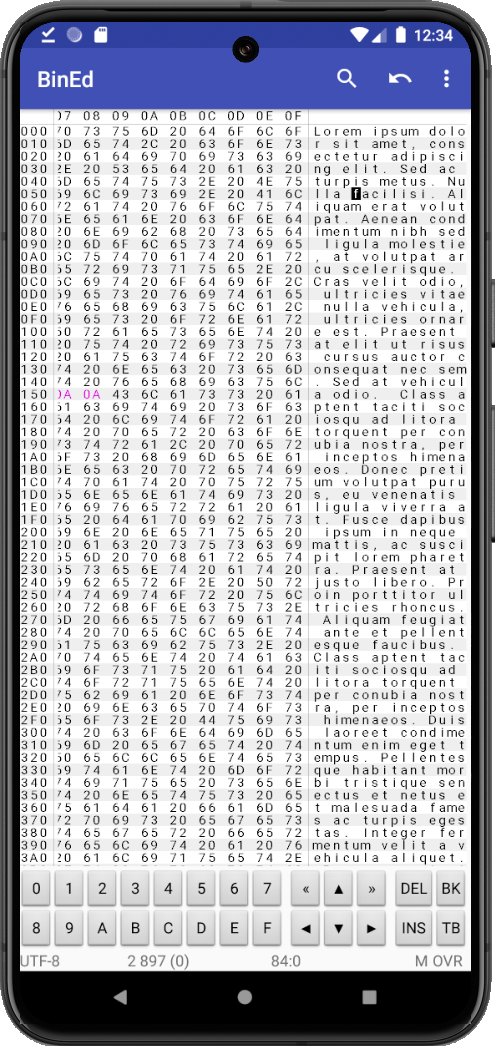 12:34
BinEd
07 08 09 0A 0B 0C 0D 0E 0F
000 70 73 75 6D 20 64 6F 6C 6F Lorem ipsum dolo
010 6D 65 74 2C 20 63 6F 6E 73 r sit amet, cons
020 20 61 64 69 70 69 73 63 69 ectetur adipisci
030 2E 20 53 65 64 20 61 63 20 ng elit. Sed ac
040 6D 65 74 75 73 2E 20 4E 75 turpis metus. Nu
050 69 6C 69 73 69 2E 20 41 6C lla facilisi. Al
060 72 61 74 20 76 6F 6C 75 74 iquam erat volut
070 6E 65 61 6E 20 63 6F 6E 64 pat. Aenean cond
080 20 6E 69 62 68 20 73 65 64 imentum nibh sed
090 20 6D 6F 6C 65 73 74 69 65 ligula molestie
0A0 6C 75 74 70 61 74 20 61 72 , at volutpat ar
0B0 65 72 69 73 71 75 65 2E 20 cu scelerisque.
0C0 6C 69 74 20 6F 64 69 6F 2C Cras velit odio,
0D0 69 65 73 20 76 69 74 61 65 ultricies vitae
0E0 76 65 68 69 63 75 6C 61 2C nulla vehicula,
0F0 69 65 73 20 6F 72 6E 61 72 ultricies ornar
100 50 72 61 65 73 65 6E 74 20 e est. Praesent
110 20 75 74 20 72 69 73 75 73 at elit ut risus
120 20 61 75 63 74 6F 72 20 63 cursus auctor c
130 74 20 6E 65 63 20 73 65 6D onsequat nec sem
140 74 20 76 65 68 69 63 75 6C . Sed at vehicul
150 0A 0A 43 6C 61 73 73 20 61 a odio. Class a
160 61 63 69 74 69 20 73 6F 63 ptent taciti soc
170 64 20 6C 69 74 6F 72 61 20 iosqu ad litora
180 74 20 70 65 72 20 63 6F 6E torquent per con
190 73 74 72 61 2C 20 70 65 72 ubia nostra, per
1A0 6F 73 20 68 69 6D 65 6E 61 inceptos himena
1B0 6E 65 63 20 70 72 65 74 69 eos. Donec preti
1C0 74 70 61 74 20 70 75 72 75 um volutpat puru
1D0 65 6E 65 6E 61 74 69 73 20 s, eu venenatis
1E0 76 69 76 65 72 72 61 20 61 ligula viverra a
1F0 65 20 64 61 70 69 62 75 73 t. Fusce dapibus
200 69 6E 20 6E 65 71 75 65 20 ipsum in neque
210 20 61 63 20 73 75 73 63 69 mattis, ac susci
220 65 6D 20 70 68 61 72 65 74 pit lorem pharet
230 65 73 65 6E 74 20 61 74 20 ra. Praesent at
240 69 62 65 72 6F 2E 20 50 72 justo libero. Pr
250 74 74 69 74 6F 72 20 75 6C oin porttitor ul
260 20 72 68 6F 6E 63 75 73 2E tricies rhoncus.
270 6D 20 66 65 75 67 69 61 74 Aliquam feugiat
280 74 20 70 65 6C 6C 65 6E 74 ante et pellent
290 61 75 63 69 62 75 73 2E 20 esque faucibus.
2A0 70 74 65 6E 74 20 74 61 63 Class aptent tac
2B0 69 6F 73 71 75 20 61 64 20 iti sociosqu ad
2C0 74 6F 72 71 75 65 6E 74 20 litora torquent
2D0 75 62 69 61 20 6E 6F 73 74 per conubia nost
2E0 20 69 6E 63 65 70 74 6F 73 ra, per inceptos
2F0 65 6F 73 2E 20 44 75 69 73 himenaeos. Duis
300 74 20 63 6F 6E 64 69 6D 65 laoreet condime
310 69 6D 20 65 67 65 74 20 74 ntum enim eget t
320 50 65 6C 6C 65 6E 74 65 73 empus. Pellentes
330 69 74 61 6E 74 20 6D 6F 72 que habitant mor
340 74 69 71 75 65 20 73 65 6E bi tristique sen
350 74 20 6E 65 74 75 73 20 65 ectus et netus e
360 75 61 64 61 20 66 61 6D 65 t malesuada fame
370 72 70 69 73 20 65 67 65 73 s ac turpis eges
380 74 65 67 65 72 20 66 65 72 tas. Integer fer
390 76 65 6C 69 74 20 61 20 76 mentum velit a v
3A0 20 61 6C 69 71 75 65 74 2E ehicula aliquet.
0 1 2 3 4 5 6 7 « ▲ » DEL BK
8 9 A B C D E F ◄ ▼ ► INS TB
UTF-8 2 897 (0) 84:0 M OVR